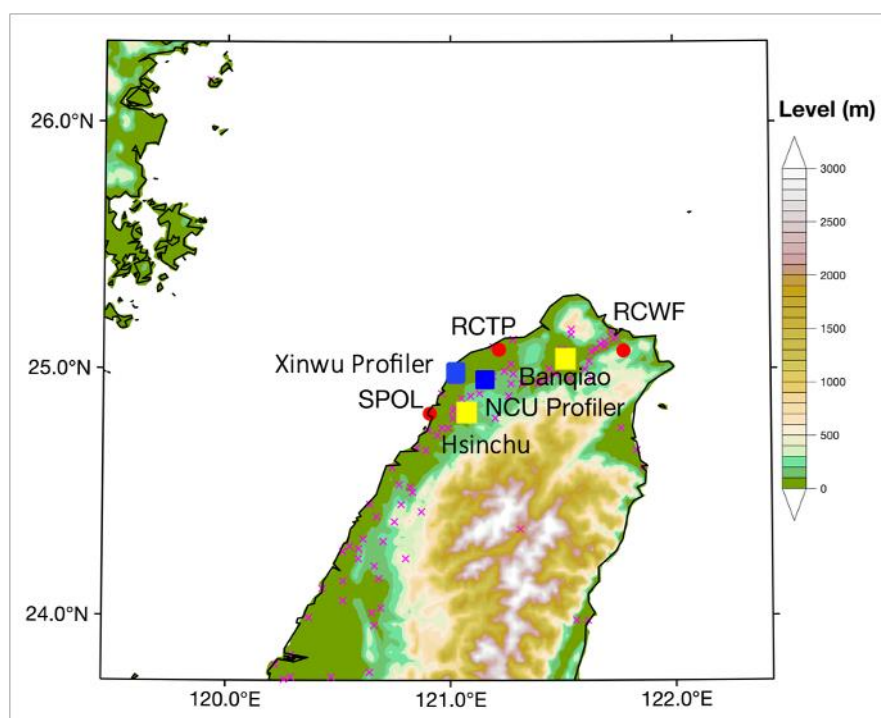 26.0°N
25.0°N
24.0°N
120.0°E
121.0°E
122.0°E
Level (m)
3000
2500
2000
1500
1000
500
0
RCWF
RCTP
Xinwu Profiler
Banqiao
SPOL
NCU Profiler
Hsinchu